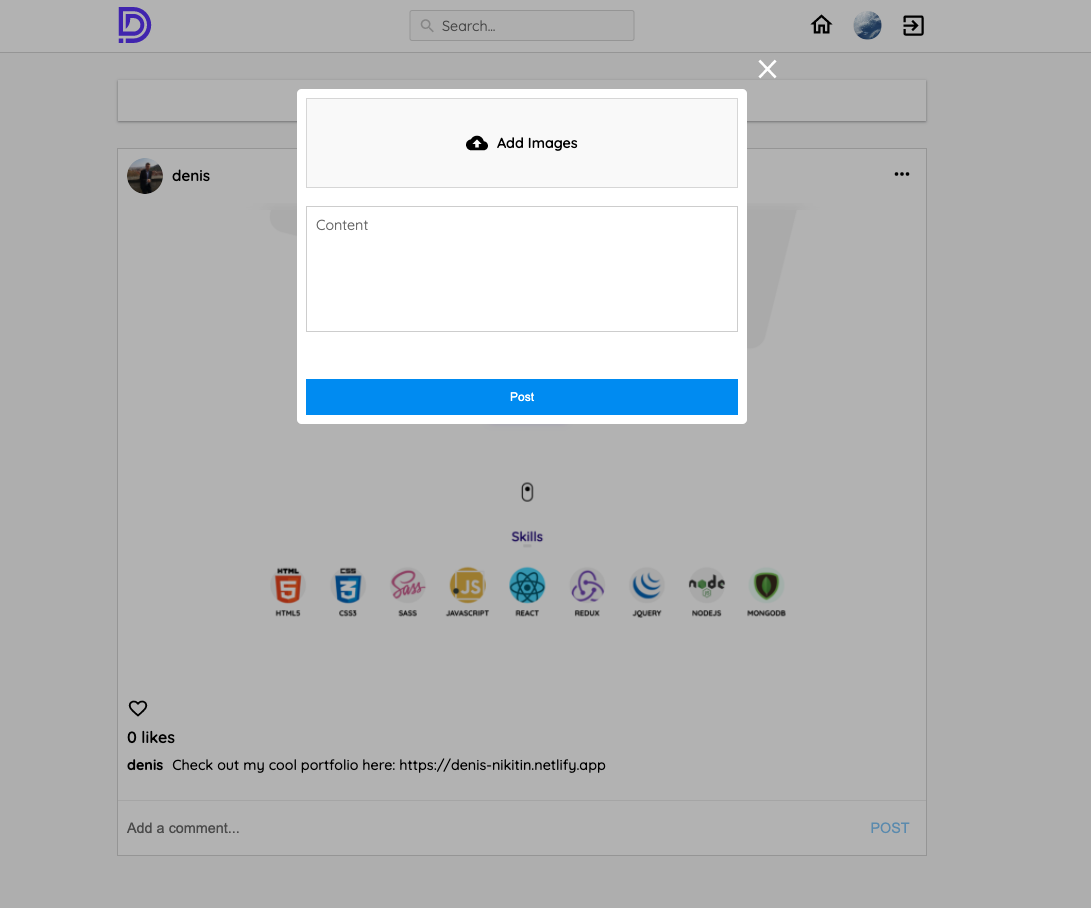 Search...
Add Images
denis
Content
Post
Skills
HTML
CSS
Sass
JS
node
HTML5 CSS3 SASS JAVASCRIPT REACT REDUX JQUERY NODEJS MONGODB
0 likes
denis Check out my cool portfolio here: https://denis-nikitin.netlify.app
Add a comment... POST